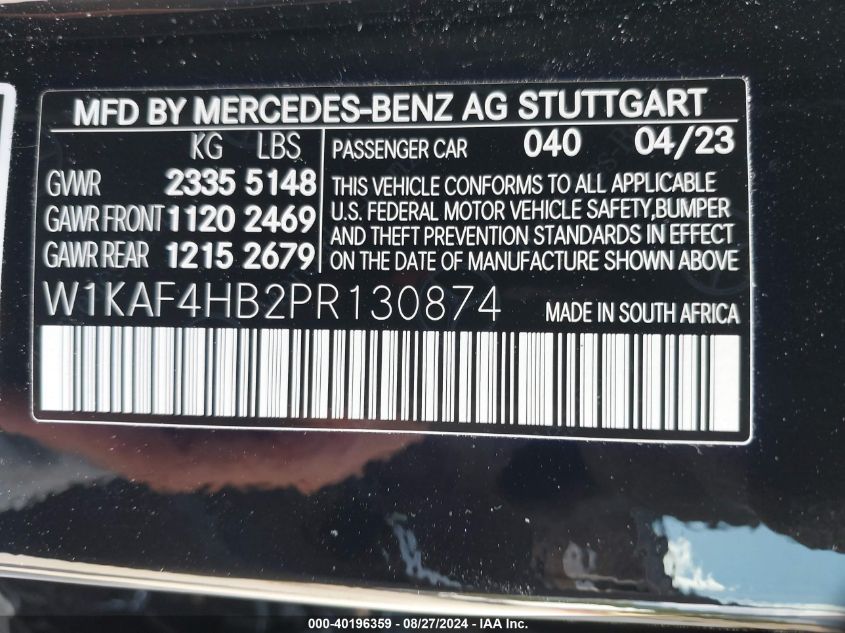 MFD BY MERCEDES-BENZ AG STUTTGART
KG LBS
GVWR 2335 5148
GAWR FRONT 1120 2469
GAWR REAR 1215 2679
PASSENGER CAR 040 04/23
THIS VEHICLE CONFORMS TO ALL APPLICABLE
U.S. FEDERAL MOTOR VEHICLE SAFETY, BUMPER
AND THEFT PREVENTION STANDARDS IN EFFECT
ON THE DATE OF MANUFACTURE SHOWN ABOVE
W1KAF4HB2PR130874 MADE IN SOUTH AFRICA
000-40196359 / 08/27/2024 - IAA Inc.